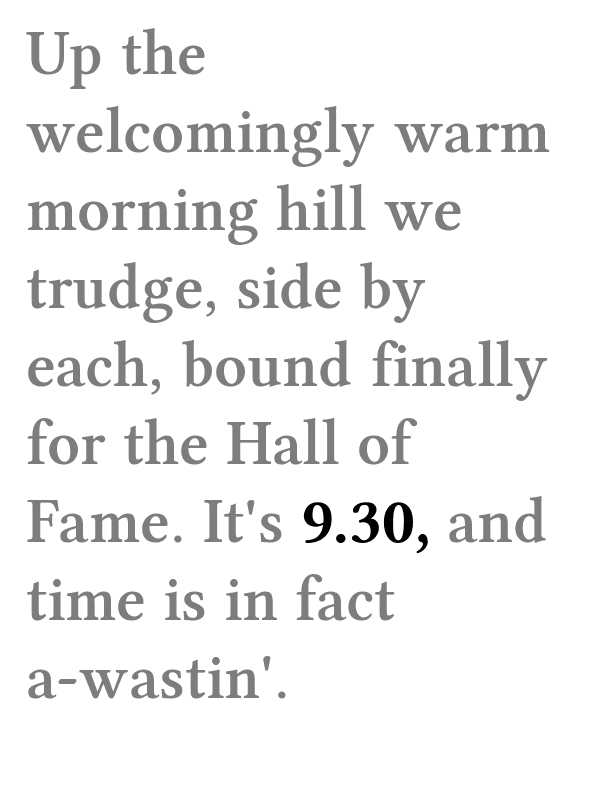 Up the
welcomingly warm
morning hill we
trudge, side by
each, bound finally
for the Hall of
Fame. It's 9.30, and
time is in fact
a-wastin'.